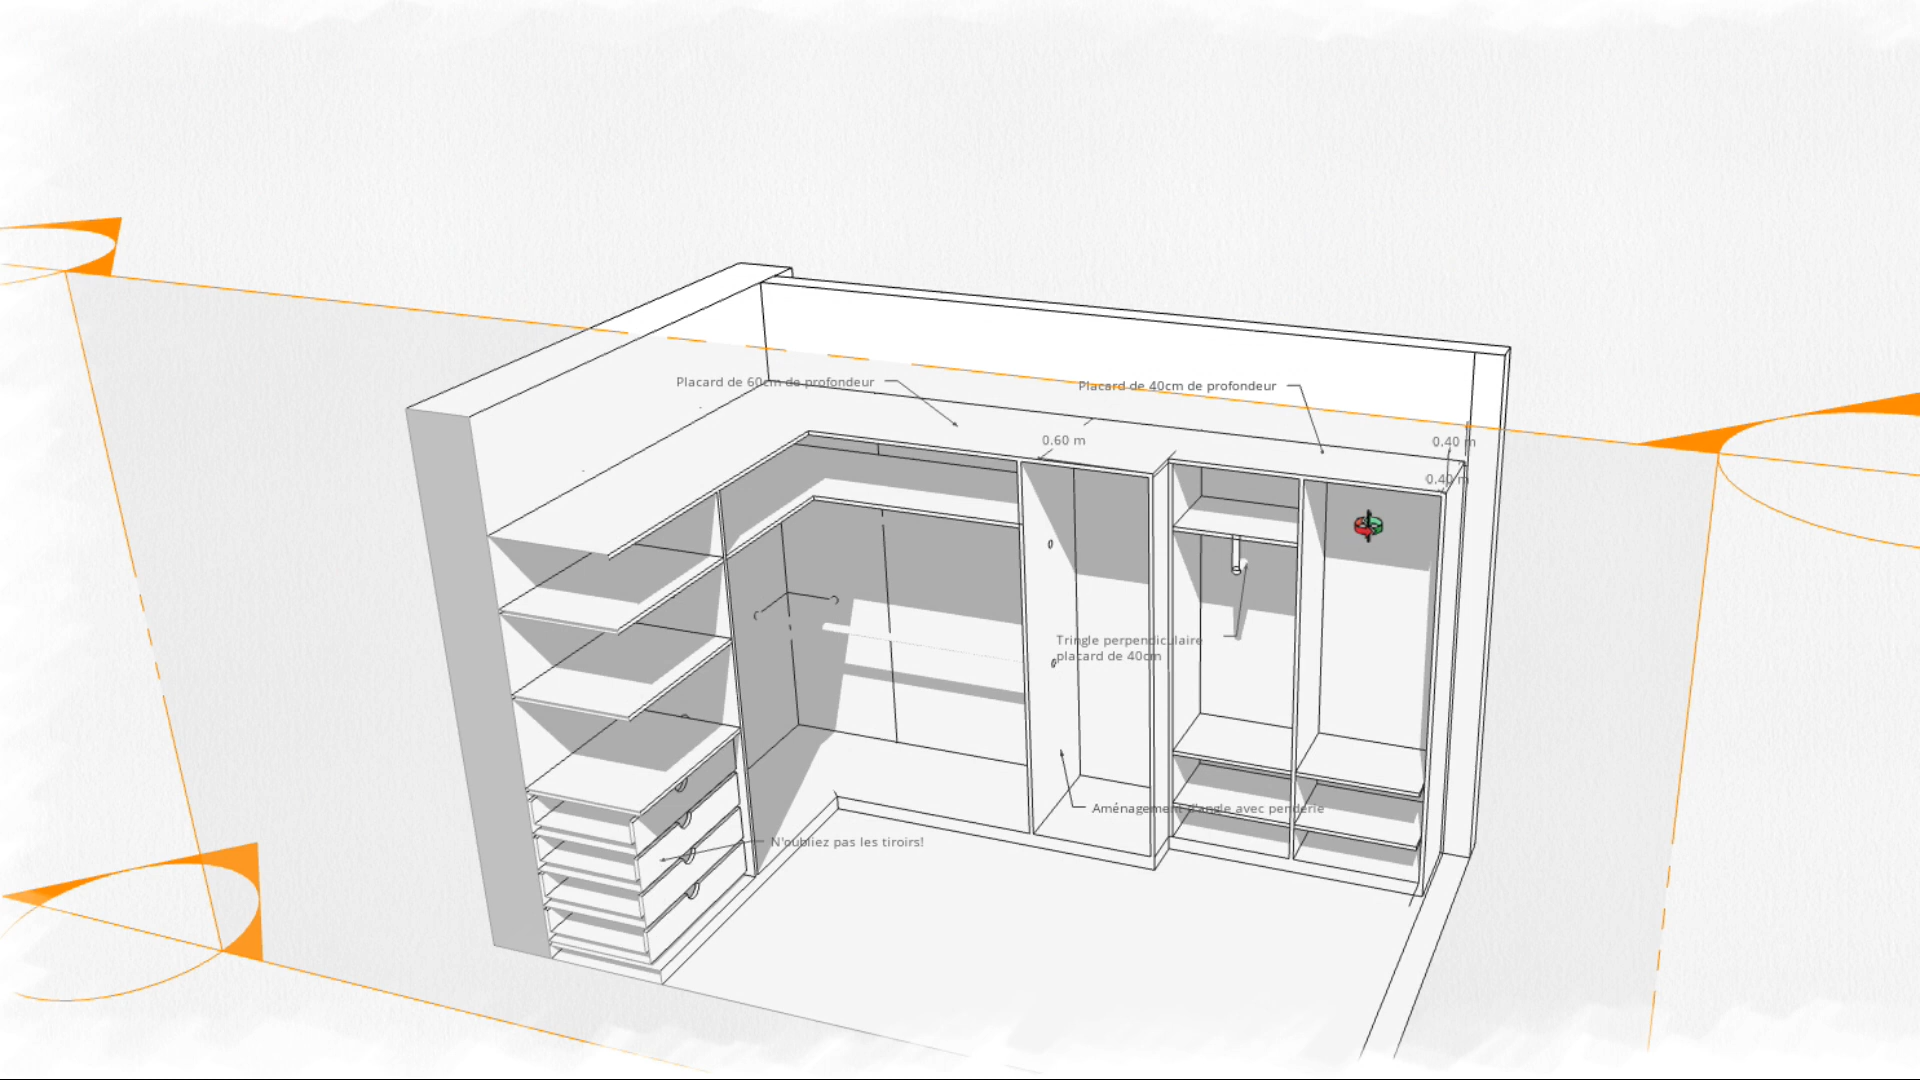 Placard de 60cm de profondeur
Placard de 40cm de profondeur
0.60 m
0.40 m
0.40 m
Tringle perpendiculaire
placard de 40cm
Aménagement d'angle avec penderie
N'oubliez pas les tiroirs!